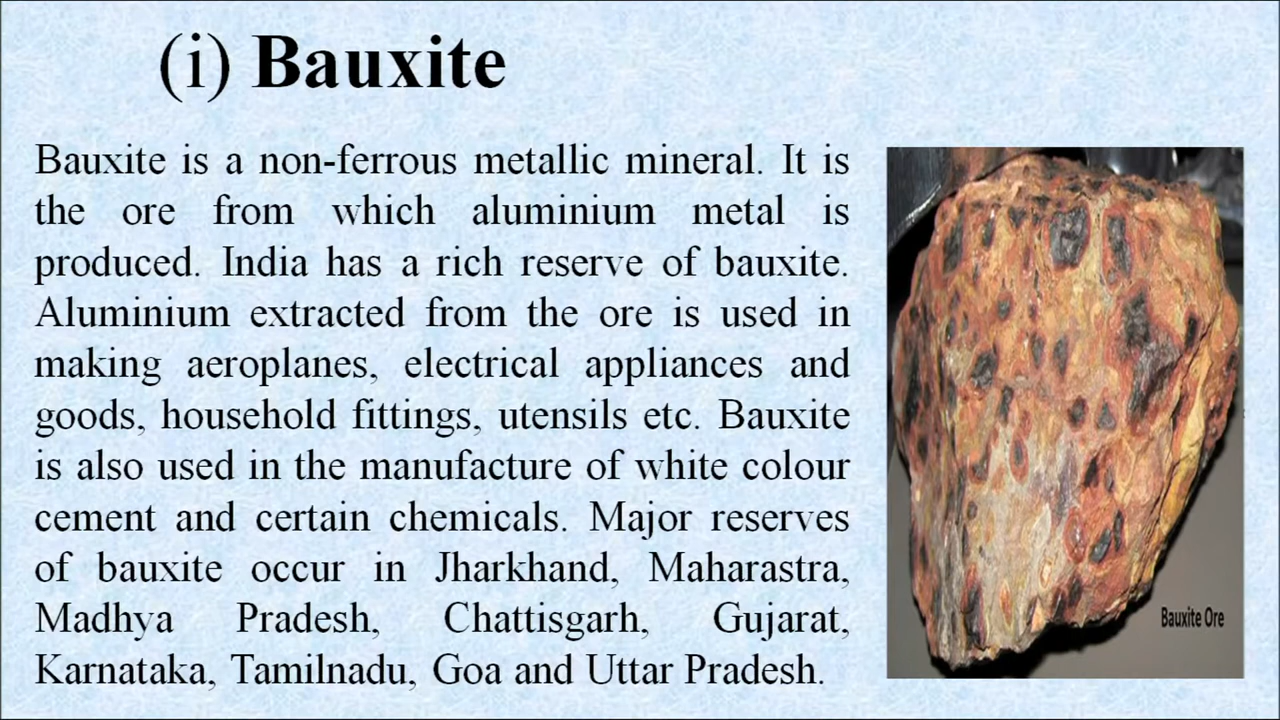 (i) Bauxite
Bauxite is a non-ferrous metallic mineral. It is
the ore from which aluminium metal is
produced. India has a rich reserve of bauxite.
Aluminium extracted from the ore is used in
making aeroplanes, electrical appliances and
goods, household fittings, utensils etc. Bauxite
is also used in the manufacture of white colour
cement and certain chemicals. Major reserves
of bauxite occur in Jharkhand, Maharastra,
Madhya Pradesh, Chattisgarh, Gujarat,
Karnataka, Tamilnadu, Goa and Uttar Pradesh.
Bauxite Ore